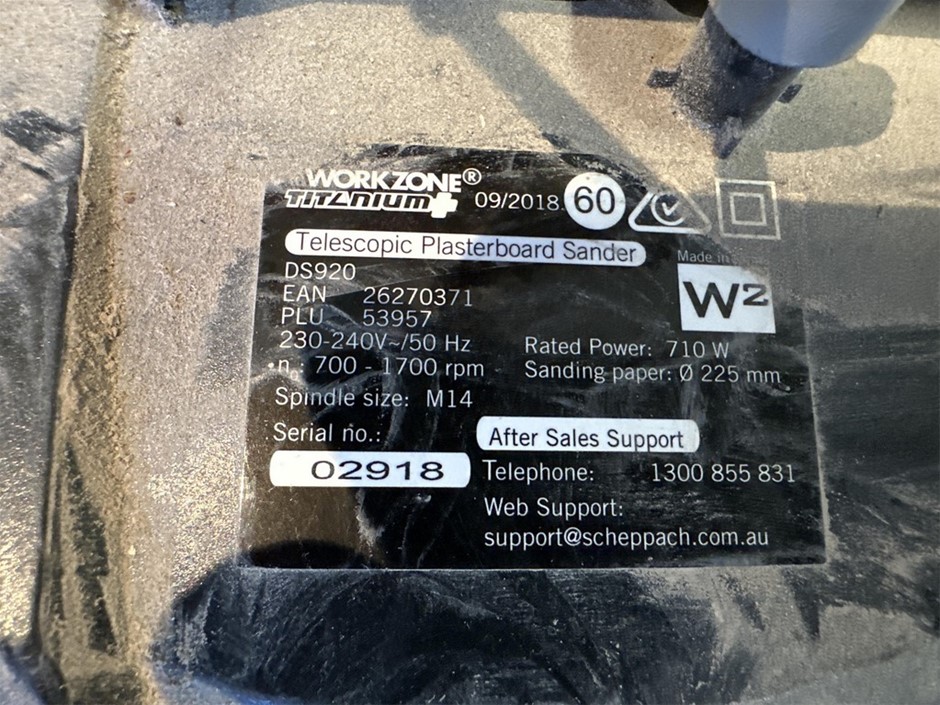 WORKZONE®
TITANIUM+ 09/2018 60
Telescopic Plasterboard Sander
DS920
Made in
EAN 26270371
W²
PLU 53957
230-240V~/50 Hz
Rated Power: 710 W
n.: 700 - 1700 rpm
Sanding paper: Ø 225 mm
Spindle size: M14
Serial no.:
02918
After Sales Support
Telephone: 1300 855 831
Web Support:
support@scheppach.com.au